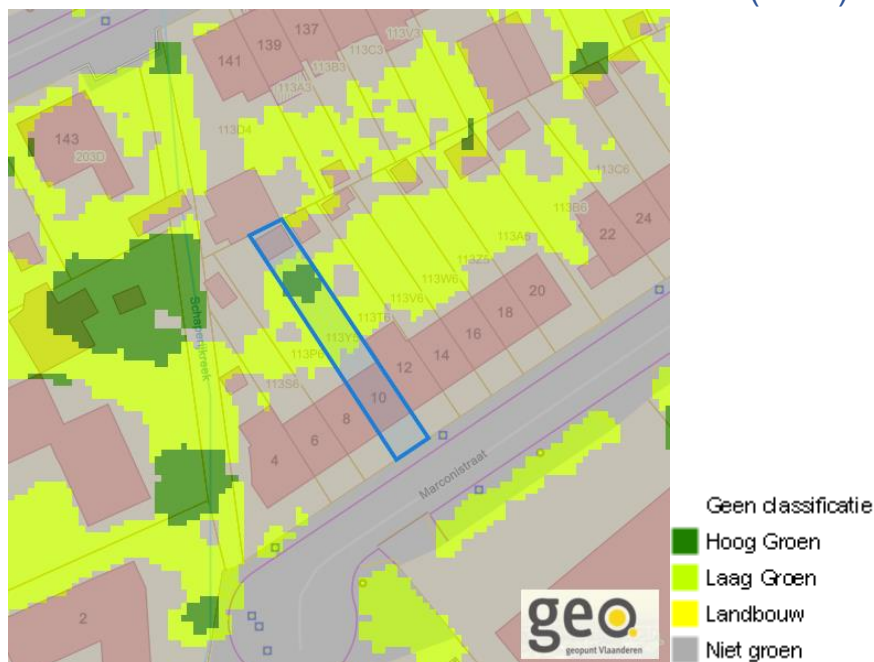 137
139
141
113V3
113C3
113B3
113A3
113D4
143
203D
113C6
113B6
24
22
113A6
113Z5
20
113W6
18
113V6
16
113T6
14
113Y5
12
113P6
10
113S6
8
6
4
Marconistraat
2
geo
geopunt Vlaanderen
Geen classificatie
Hoog Groen
Laag Groen
Landbouw
Niet groen